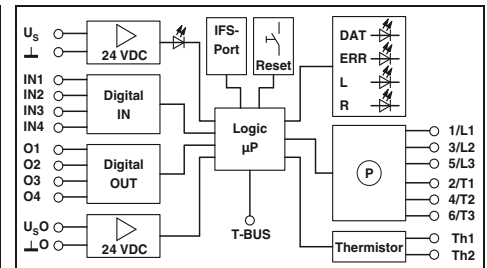 Us
⊥
24 VDC
IFS-
Port
Reset
DAT
ERR
L
R
IN1
IN2
IN3
IN4
Digital
IN
Logic
µP
O1
O2
O3
O4
Digital
OUT
P
1/L1
3/L2
5/L3
2/T1
4/T2
6/T3
UsO
⊥O
24 VDC
T-BUS
Thermistor
Th1
Th2